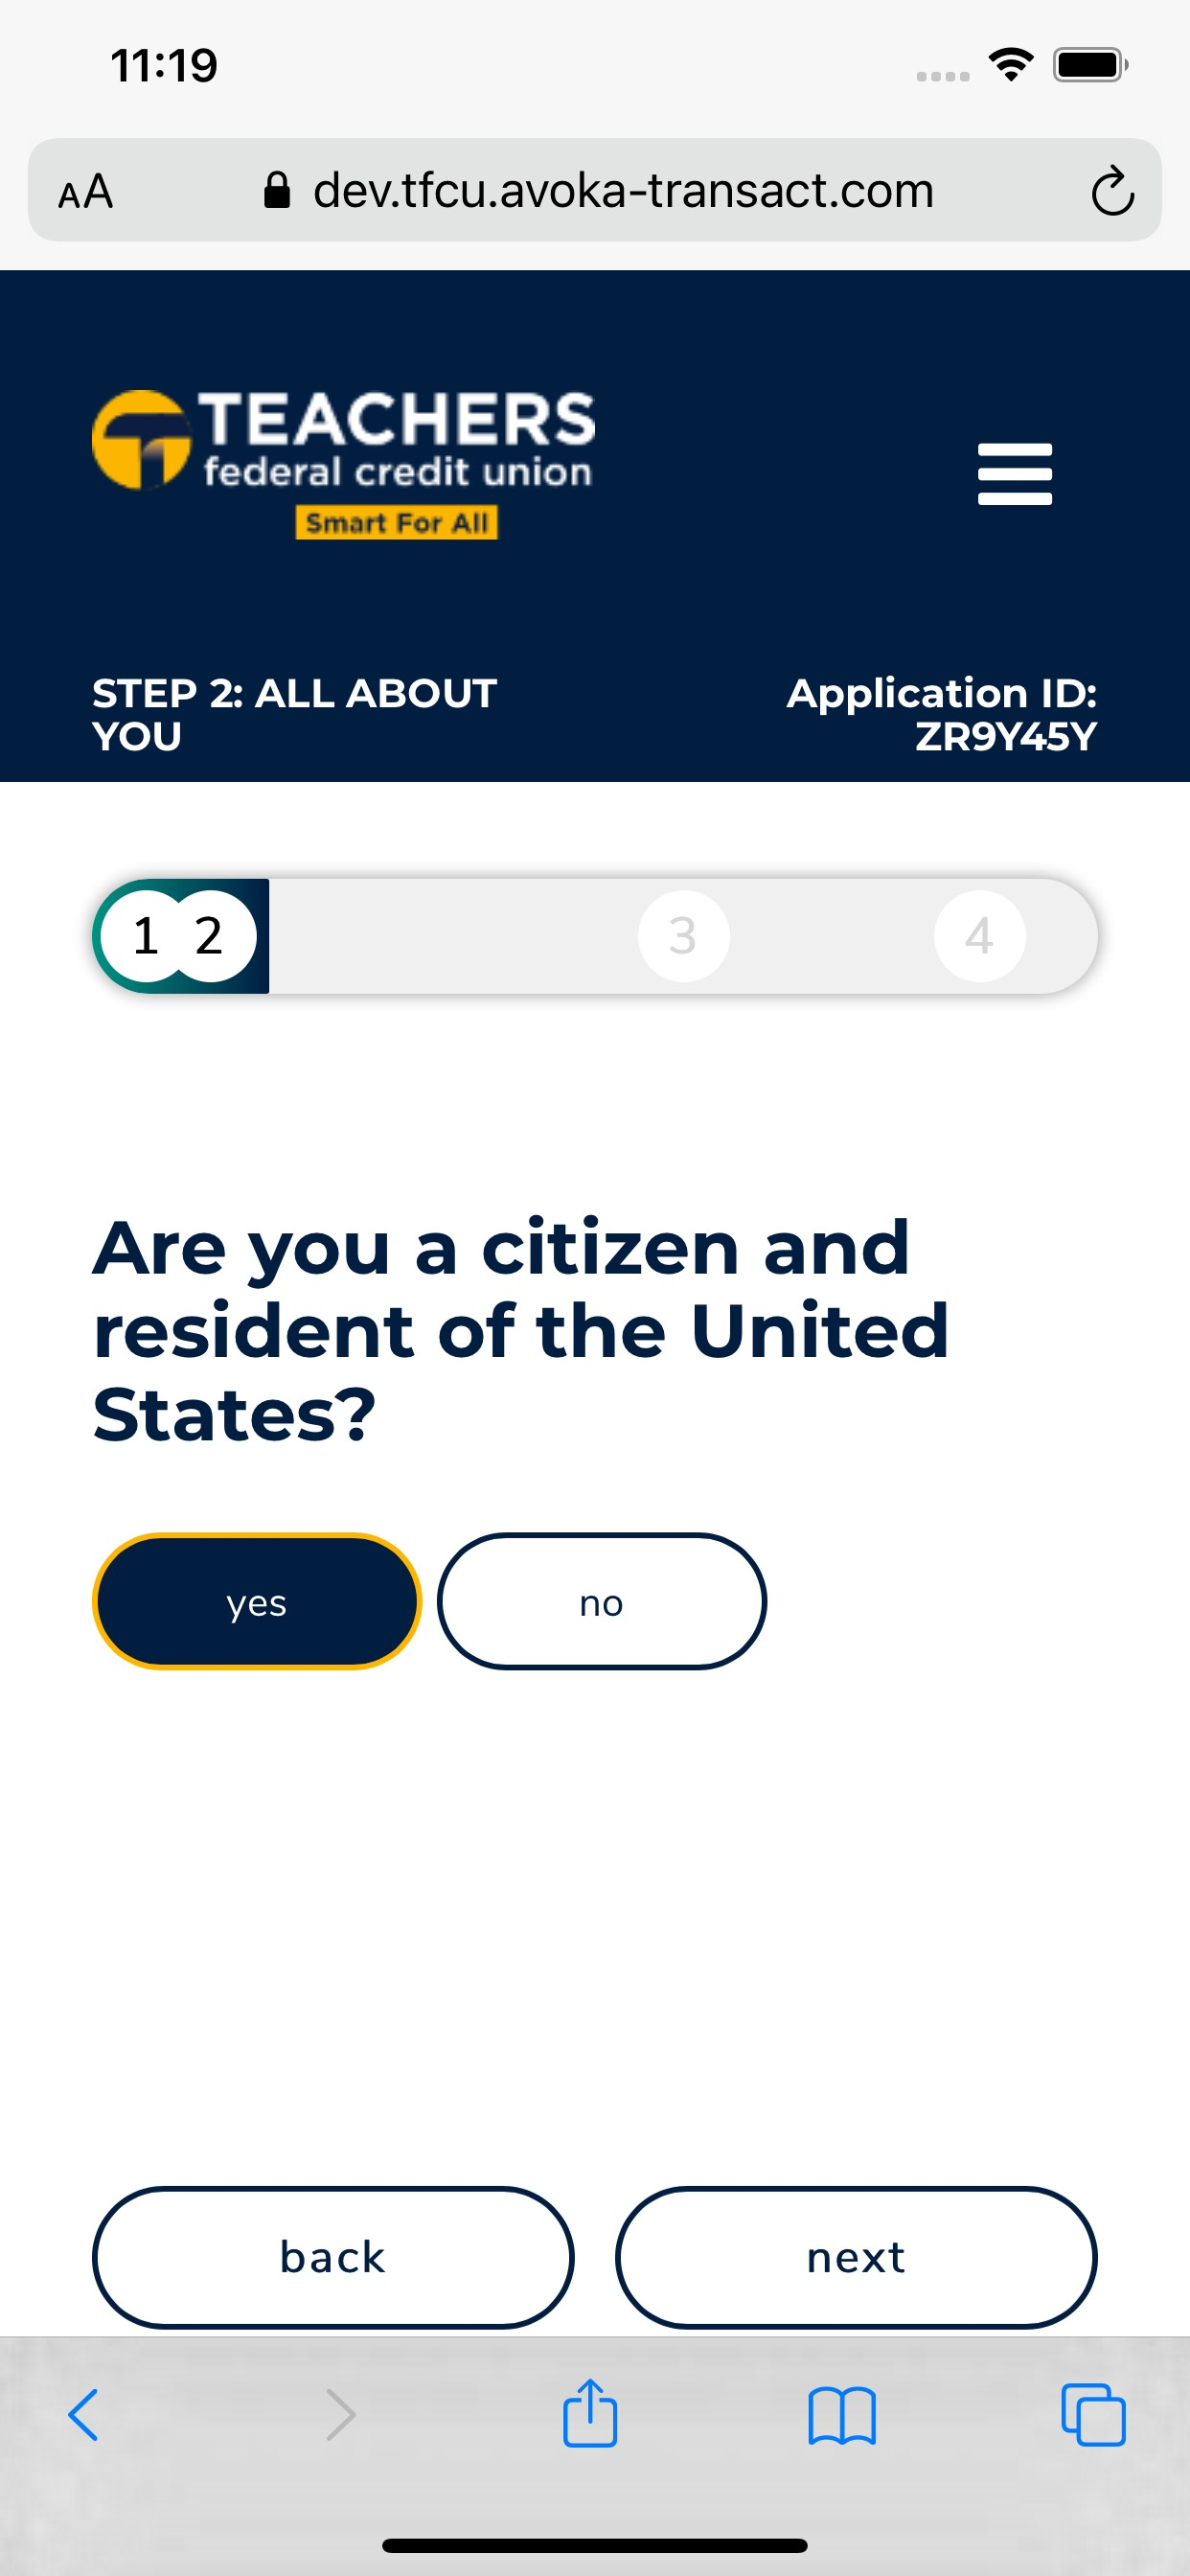 11:19
AA dev.tfcu.avoka-transact.com
TEACHERS
federal credit union
Smart For All
STEP 2: ALL ABOUT
YOU
Application ID:
ZR9Y45Y
1 2 3 4
Are you a citizen and
resident of the United
States?
yes no
back next